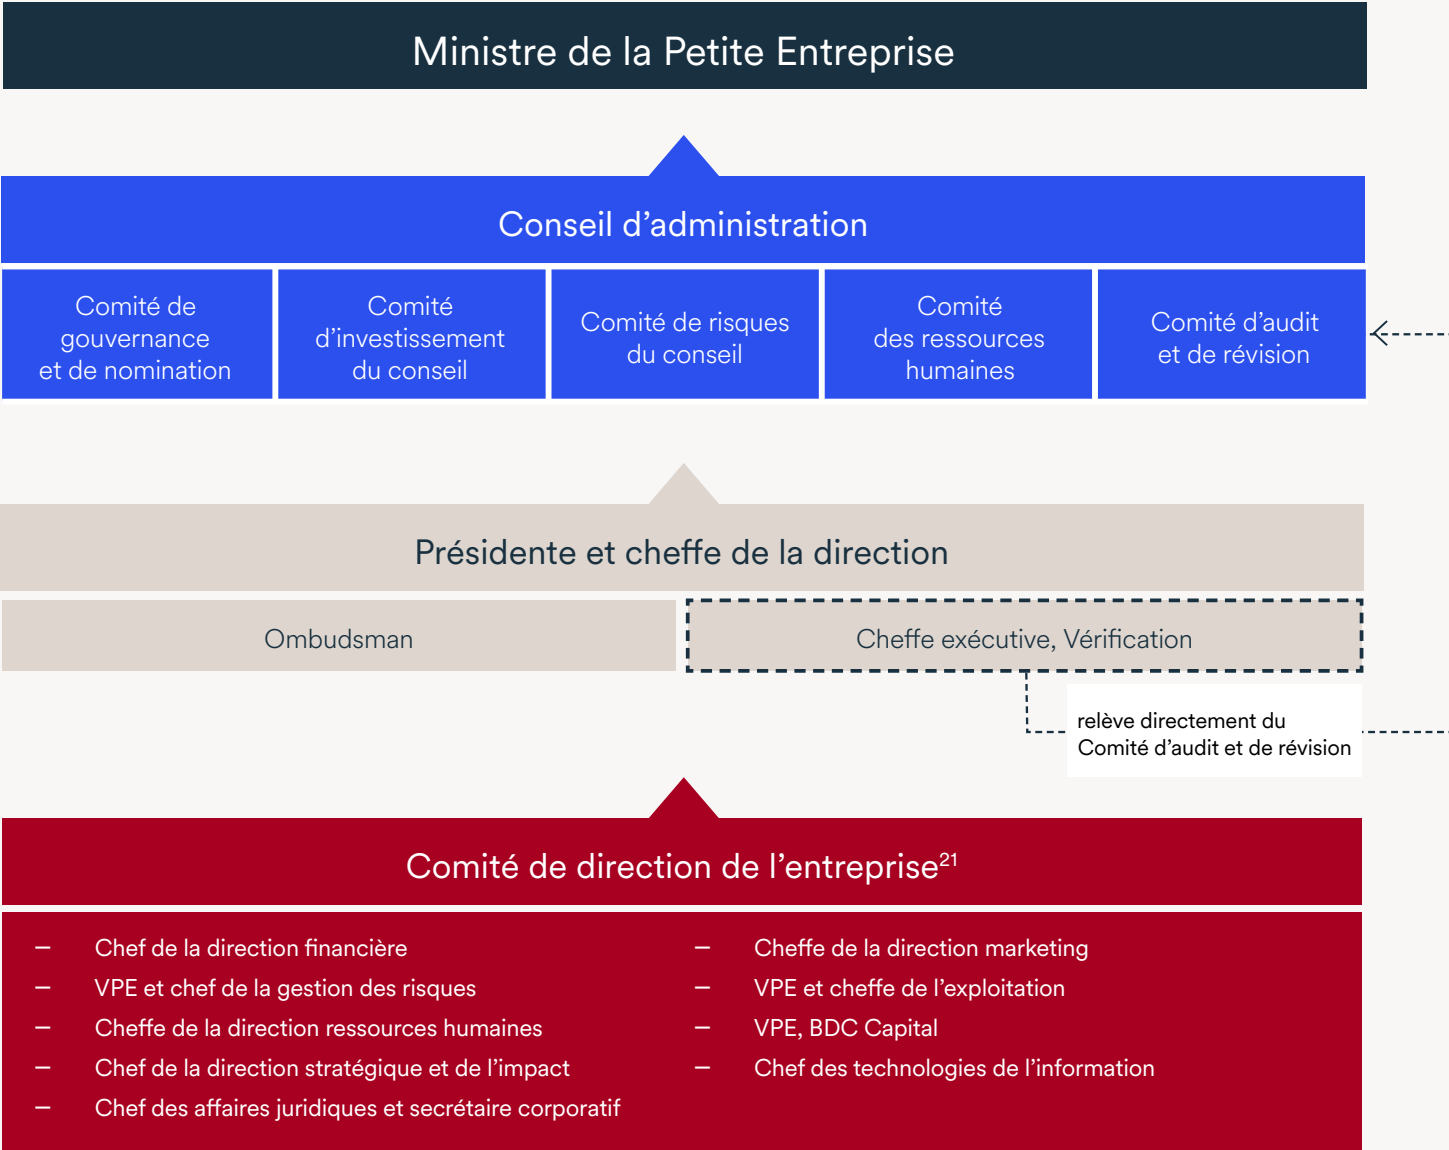 Ministre de la Petite Entreprise
Conseil d’administration
Comité de
gouvernance
et de nomination
Comité
d’investissement
du conseil
Comité de risques
du conseil
Comité
des ressources
humaines
Comité d’audit
et de révision
Présidente et cheffe de la direction
Ombudsman
Cheffe exécutive, Vérification
relève directement du
Comité d’audit et de révision
Comité de direction de l’entreprise²¹
– Chef de la direction financière
– VPE et chef de la gestion des risques
– Cheffe de la direction ressources humaines
– Chef de la direction stratégique et de l’impact
– Chef des affaires juridiques et secrétaire corporatif
– Cheffe de la direction marketing
– VPE et cheffe de l’exploitation
– VPE, BDC Capital
– Chef des technologies de l’information